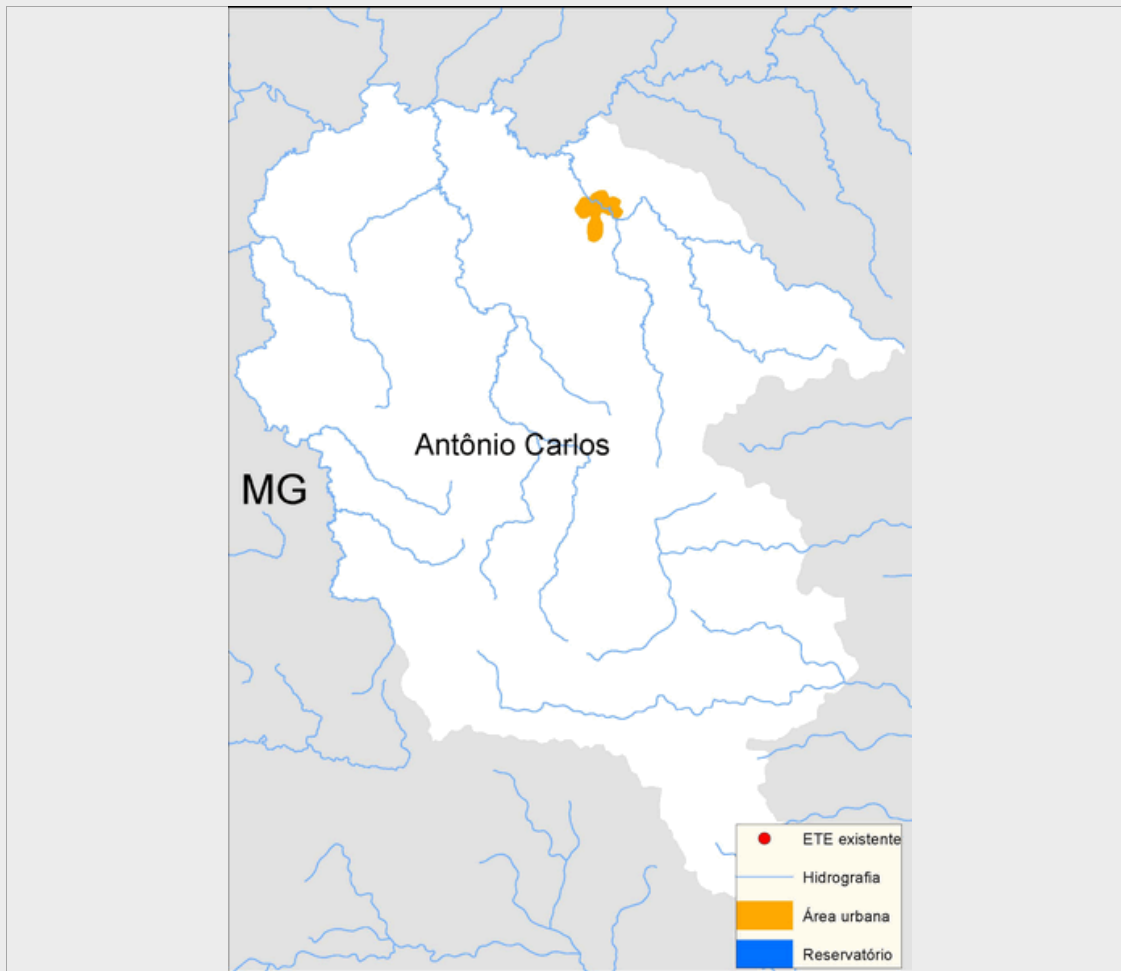 Antônio Carlos
MG
ETE existente
Hidrografia
Área urbana
Reservatório